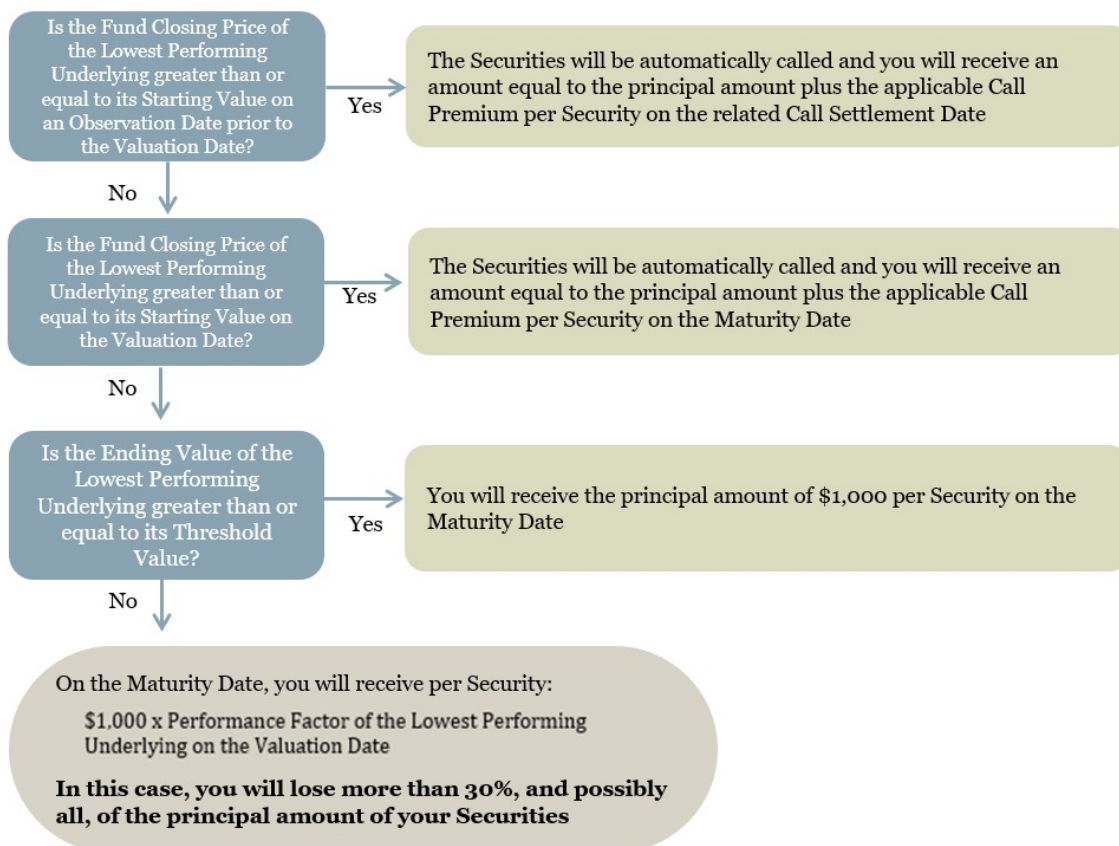 Is the Fund Closing Price of
the Lowest Performing
Underlying greater than or
equal to its Starting Value on
an Observation Date prior to
the Valuation Date?
Yes
The Securities will be automatically called and you will receive an
amount equal to the principal amount plus the applicable Call
Premium per Security on the related Call Settlement Date
No
Is the Fund Closing Price of
the Lowest Performing
Underlying greater than or
equal to its Starting Value on
the Valuation Date?
Yes
The Securities will be automatically called and you will receive an
amount equal to the principal amount plus the applicable Call
Premium per Security on the Maturity Date
No
Is the Ending Value of the
Lowest Performing
Underlying greater than or
equal to its Threshold
Value?
Yes
You will receive the principal amount of $1,000 per Security on the
Maturity Date
No
On the Maturity Date, you will receive per Security:
$1,000 x Performance Factor of the Lowest Performing
Underlying on the Valuation Date
In this case, you will lose more than 30%, and possibly
all, of the principal amount of your Securities